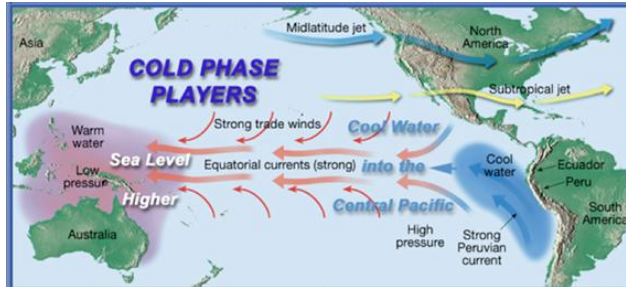 Asia
Midlatitude jet
North
America
COLD PHASE
PLAYERS
Subtropical jet
Strong trade winds
Cool Water
Warm
water
Sea Level
Equatorial currents (strong)
into the
Cool
water
Ecuador
Low
pressure
Peru
Higher
Central Pacific
South
America
Australia
High
pressure
Strong
Peruvian
current